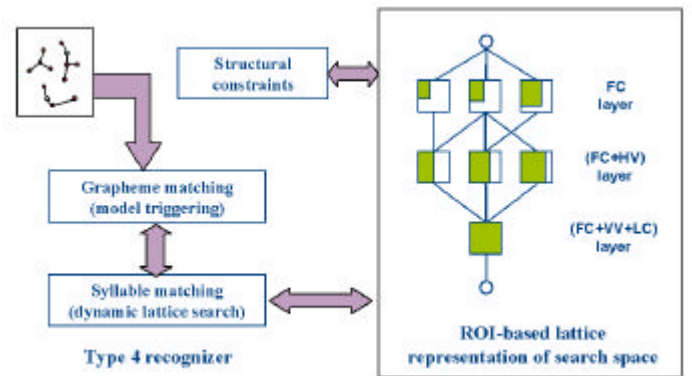 Structural
constraints
Grapheme matching
(model triggering)
Syllable matching
(dynamic lattice search)
Type 4 recognizer
FC
layer
(FC+HV)
layer
(FC+VV+LC)
layer
ROI-based lattice
representation of search space